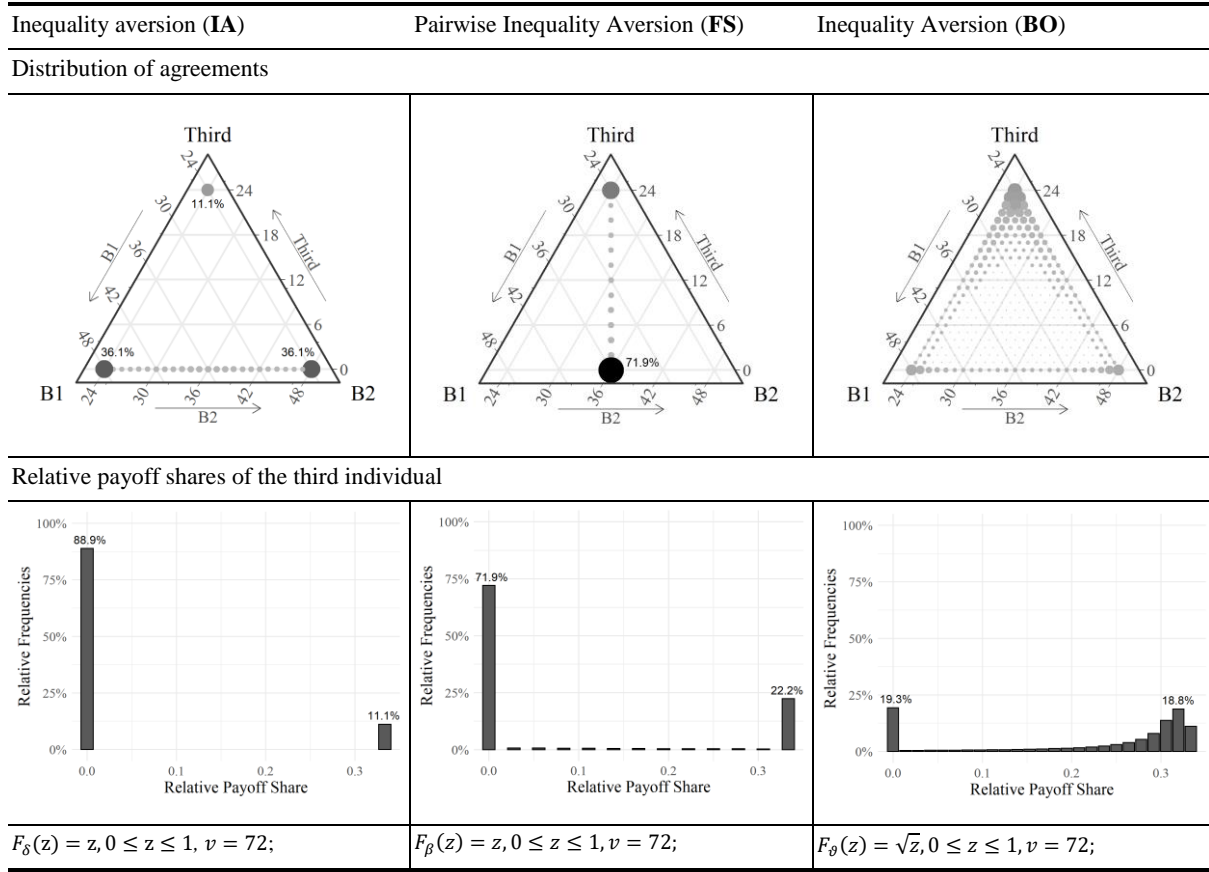 Inequality aversion (IA) Pairwise Inequality Aversion (FS) Inequality Aversion (BO)
Distribution of agreements
Third
24
24
11.1%
30
18
B1
36
Third
12
42
6
48
36.1% 36.1%
0
B1 B2
24 30 36 42 48
B2
Third
24
24
30
18
B1
36
Third
12
42
6
48
71.9%
0
B1 B2
24 30 36 42 48
B2
Third
24
24
30
18
B1
36
Third
12
42
6
48
0
B1 B2
24 30 36 42 48
B2
Relative payoff shares of the third individual
Relative Frequencies
100%
88.9%
75%
50%
25%
11.1%
0%
0.0 0.1 0.2 0.3
Relative Payoff Share
Relative Frequencies
100%
75%
71.9%
50%
25%
22.2%
0%
0.0 0.1 0.2 0.3
Relative Payoff Share
Relative Frequencies
100%
75%
50%
25%
19.3% 18.8%
0%
0.0 0.1 0.2 0.3
Relative Payoff Share
F_δ(z) = z, 0 ≤ z ≤ 1, v = 72; F_β(z) = z, 0 ≤ z ≤ 1, v = 72; F_ϑ(z) = √z, 0 ≤ z ≤ 1, v = 72;